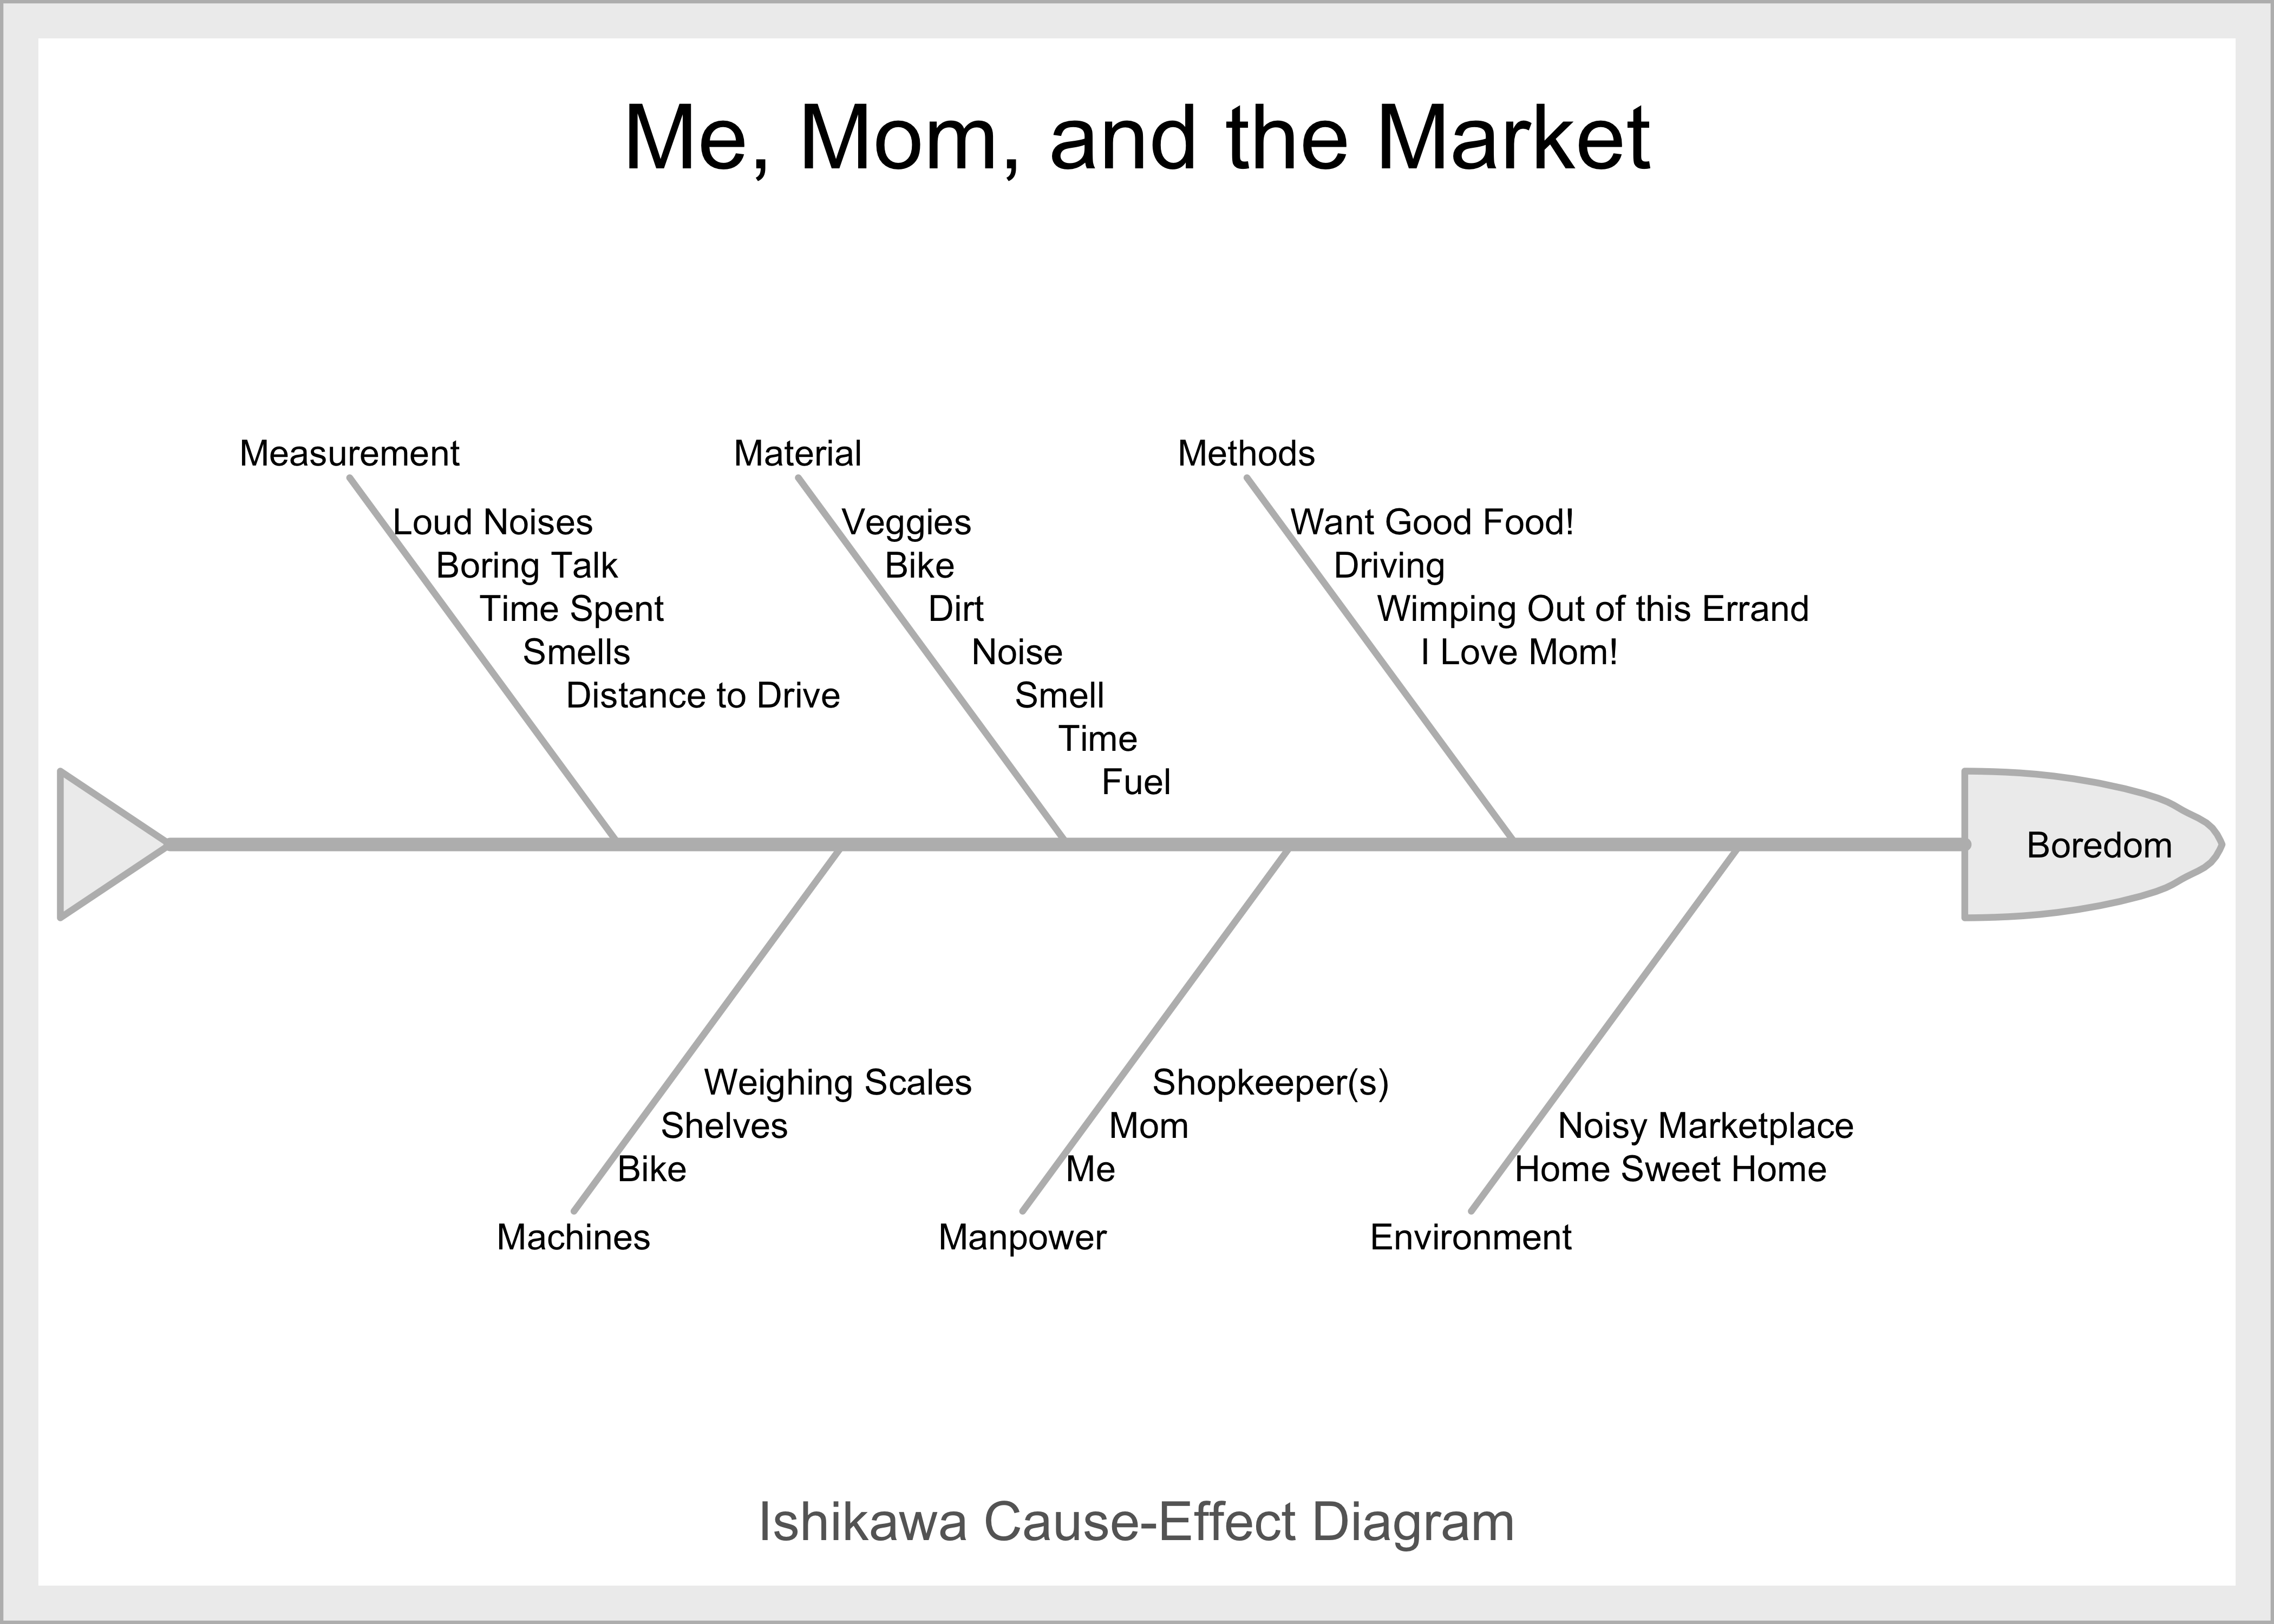 Me, Mom, and the Market
Measurement
Loud Noises
Boring Talk
Time Spent
Smells
Distance to Drive
Material
Veggies
Bike
Dirt
Noise
Smell
Time
Fuel
Methods
Want Good Food!
Driving
Wimping Out of this Errand
I Love Mom!
Boredom
Weighing Scales
Shelves
Bike
Machines
Shopkeeper(s)
Mom
Me
Manpower
Noisy Marketplace
Home Sweet Home
Environment
Ishikawa Cause-Effect Diagram